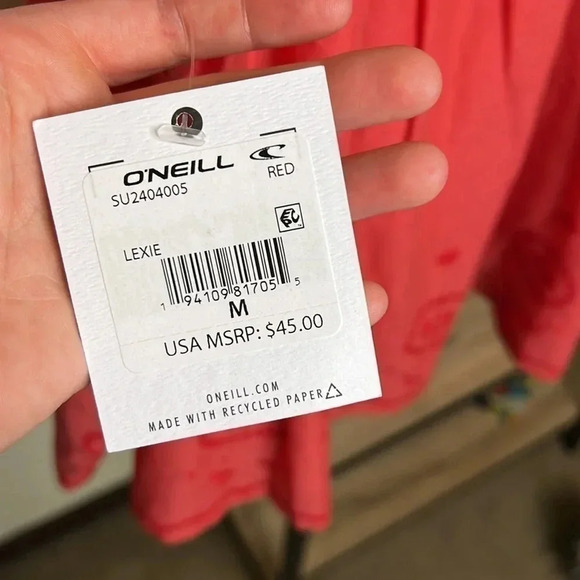 O'NEILL
SU2404005 RED
LEXIE
1 94109 81705 5
M
USA MSRP: $45.00
ONEILL.COM
MADE WITH RECYCLED PAPER